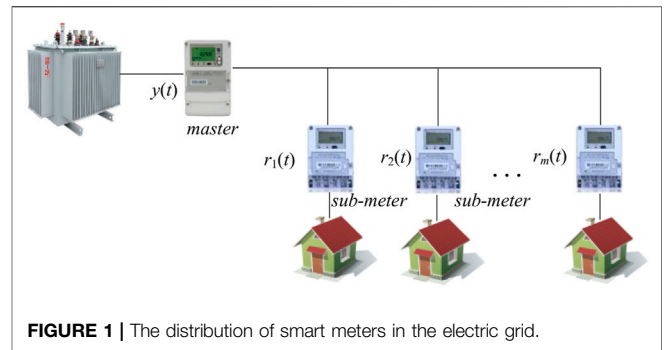 y(t)
master
r₁(t)
r₂(t)
. . .
rₘ(t)
sub-meter
sub-meter
FIGURE 1 | The distribution of smart meters in the electric grid.